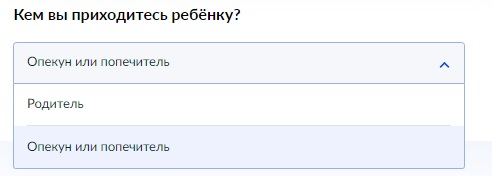 Кем вы приходитесь ребёнку?
Опекун или попечитель
Родитель
Опекун или попечитель